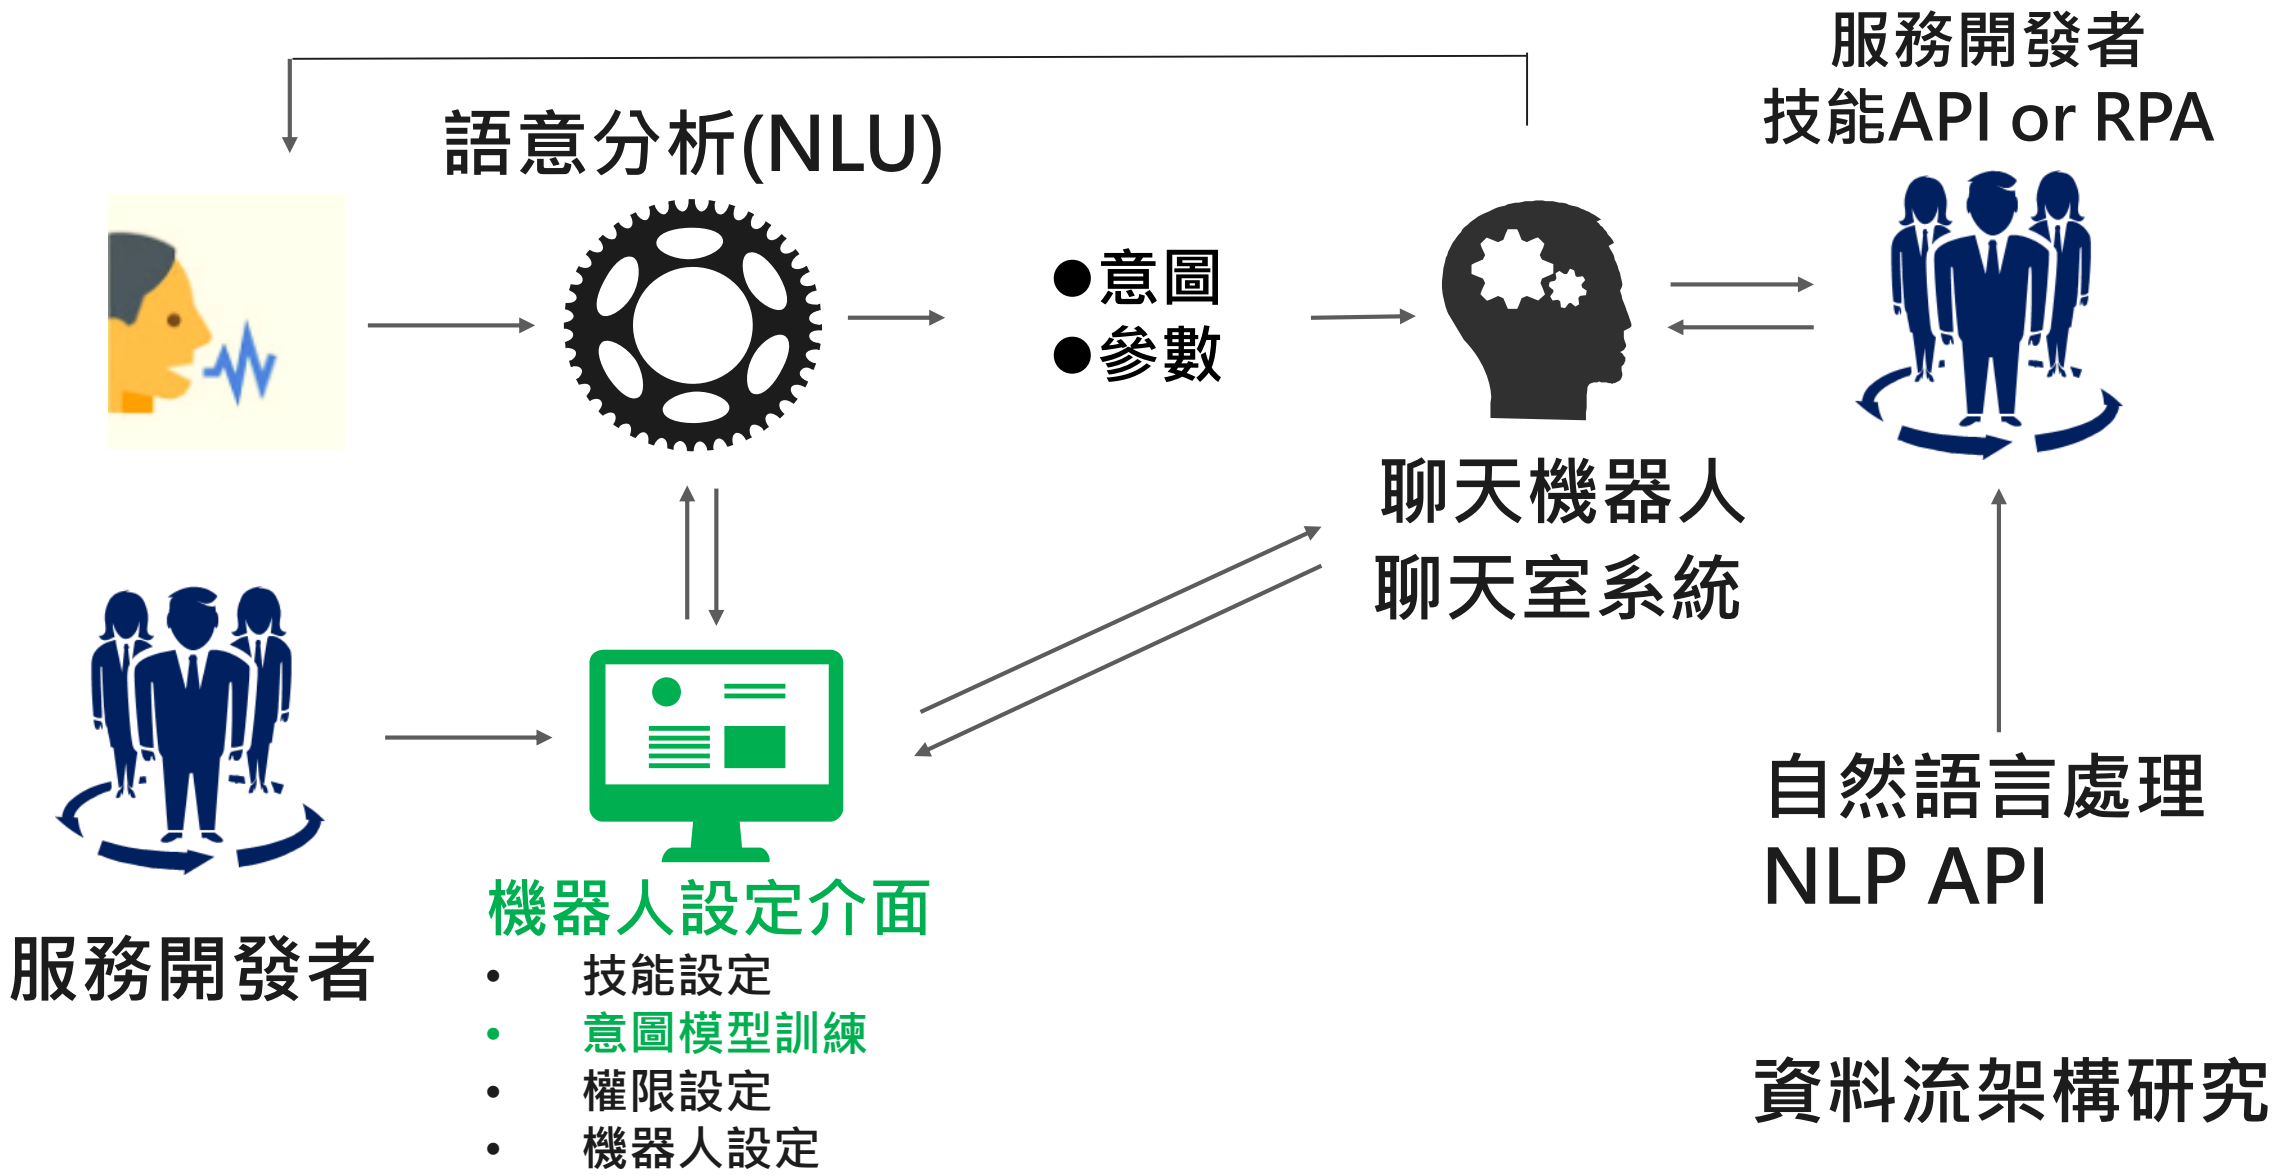 服務開發者
技能API or RPA
語意分析(NLU)
●意圖
●參數
聊天機器人
聊天室系統
自然語言處理
NLP API
機器人設定介面
服務開發者
• 技能設定
• 意圖模型訓練
• 權限設定
• 機器人設定
資料流架構研究